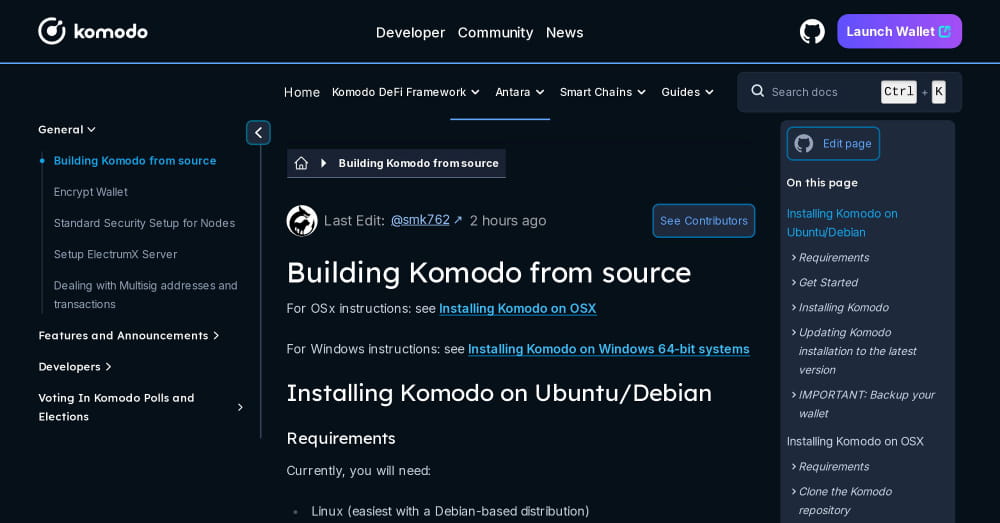 komodo
Developer Community News
Launch Wallet
Home Komodo DeFi Framework Antara Smart Chains Guides
Search docs Ctrl + K
General
Building Komodo from source
Encrypt Wallet
Standard Security Setup for Nodes
Setup ElectrumX Server
Dealing with Multisig addresses and
transactions
Features and Announcements
Developers
Voting In Komodo Polls and
Elections
Building Komodo from source
Last Edit: @smk762 ↗ 2 hours ago
See Contributors
Building Komodo from source
For OSx instructions: see Installing Komodo on OSX
For Windows instructions: see Installing Komodo on Windows 64-bit systems
Installing Komodo on Ubuntu/Debian
Requirements
Currently, you will need:
• Linux (easiest with a Debian-based distribution)
Edit page
On this page
Installing Komodo on
Ubuntu/Debian
Requirements
Get Started
Installing Komodo
Updating Komodo
installation to the latest
version
IMPORTANT: Backup your
wallet
Installing Komodo on OSX
Requirements
Clone the Komodo
repository